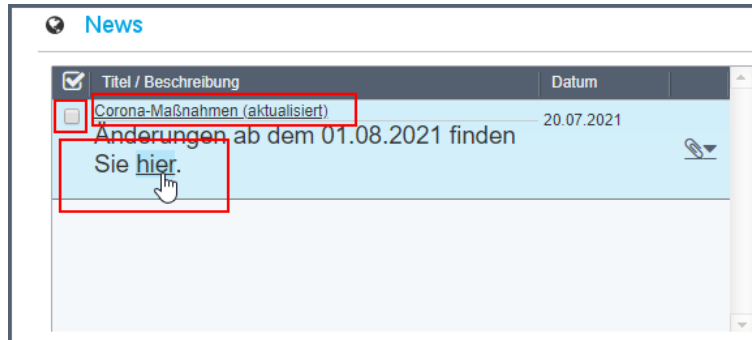 News
Titel / Beschreibung Datum
Corona-Maßnahmen (aktualisiert) 20.07.2021
Änderungen ab dem 01.08.2021 finden
Sie hier.